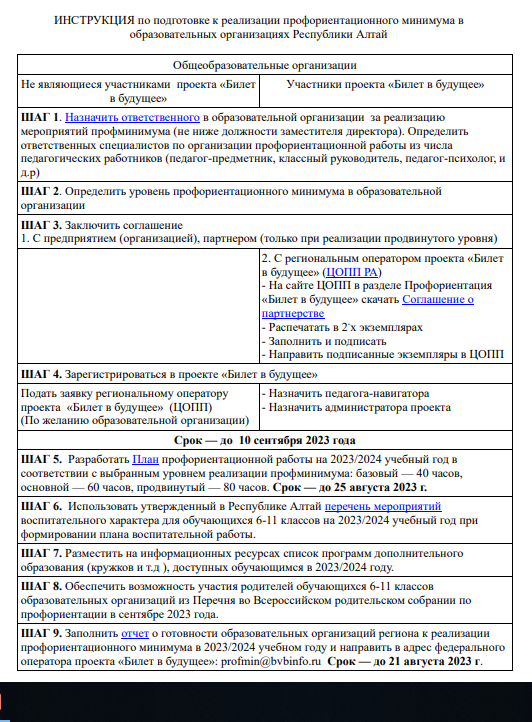 ИНСТРУКЦИЯ по подготовке к реализации профориентационного минимума в
образовательных организациях Республики Алтай
Общеобразовательные организации
Не являющиеся участниками проекта «Билет
в будущее»
Участники проекта «Билет в будущее»
ШАГ 1. Назначить ответственного в образовательной организации за реализацию
мероприятий профминимума (не ниже должности заместителя директора). Определить
ответственных специалистов по организации профориентационной работы из числа
педагогических работников (педагог-предметник, классный руководитель, педагог-психолог, и
д.р)
ШАГ 2. Определить уровень профориентационного минимума в образовательной
организации
ШАГ 3. Заключить соглашение
1. С предприятием (организацией), партнером (только при реализации продвинутого уровня)
2. С региональным оператором проекта «Билет
в будущее» (ЦОПП РА)
- На сайте ЦОПП в разделе Профориентация
«Билет в будущее» скачать Соглашение о
партнерстве
- Распечатать в 2'х экземплярах
- Заполнить и подписать
- Направить подписанные экземпляры в ЦОПП
ШАГ 4. Зарегистрироваться в проекте «Билет в будущее»
Подать заявку региональному оператору
проекта «Билет в будущее» (ЦОПП)
(По желанию образовательной организации)
- Назначить педагога-навигатора
- Назначить администратора проекта
Срок — до 10 сентября 2023 года
ШАГ 5. Разработать План профориентационной работы на 2023/2024 учебный год в
соответствии с выбранным уровнем реализации профминимума: базовый — 40 часов,
основной — 60 часов, продвинутый — 80 часов. Срок — до 25 августа 2023 г.
ШАГ 6. Использовать утвержденный в Республике Алтай перечень мероприятий
воспитательного характера для обучающихся 6-11 классов на 2023/2024 учебный год при
формировании плана воспитательной работы.
ШАГ 7. Разместить на информационных ресурсах список программ дополнительного
образования (кружков и т.д ), доступных обучающимся в 2023/2024 году.
ШАГ 8. Обеспечить возможность участия родителей обучающихся 6-11 классов
образовательных организаций из Перечня во Всероссийском родительском собрании по
профориентации в сентябре 2023 года.
ШАГ 9. Заполнить отчет о готовности образовательных организаций региона к реализации
профориентационного минимума в 2023/2024 учебном году и направить в адрес федерального
оператора проекта «Билет в будущее»: profmin@bvbinfo.ru Срок — до 21 августа 2023 г.